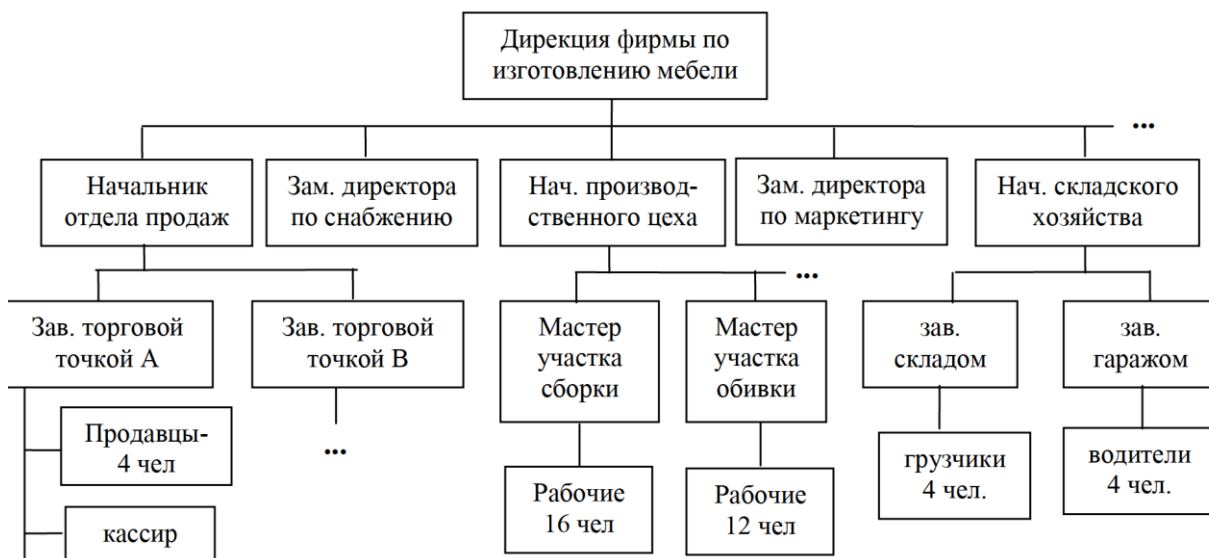 Дирекция фирмы по
изготовлению мебели
...
Начальник
отдела продаж
Зам. директора
по снабжению
Нач. производ-
ственного цеха
Зам. директора
по маркетингу
Нач. складского
хозяйства
...
Зав. торговой
точкой А
Зав. торговой
точкой В
Мастер
участка
сборки
Мастер
участка
обивки
зав.
складом
зав.
гаражом
Продавцы-
4 чел
...
Рабочие
16 чел
Рабочие
12 чел
грузчики
4 чел.
водители
4 чел.
кассир